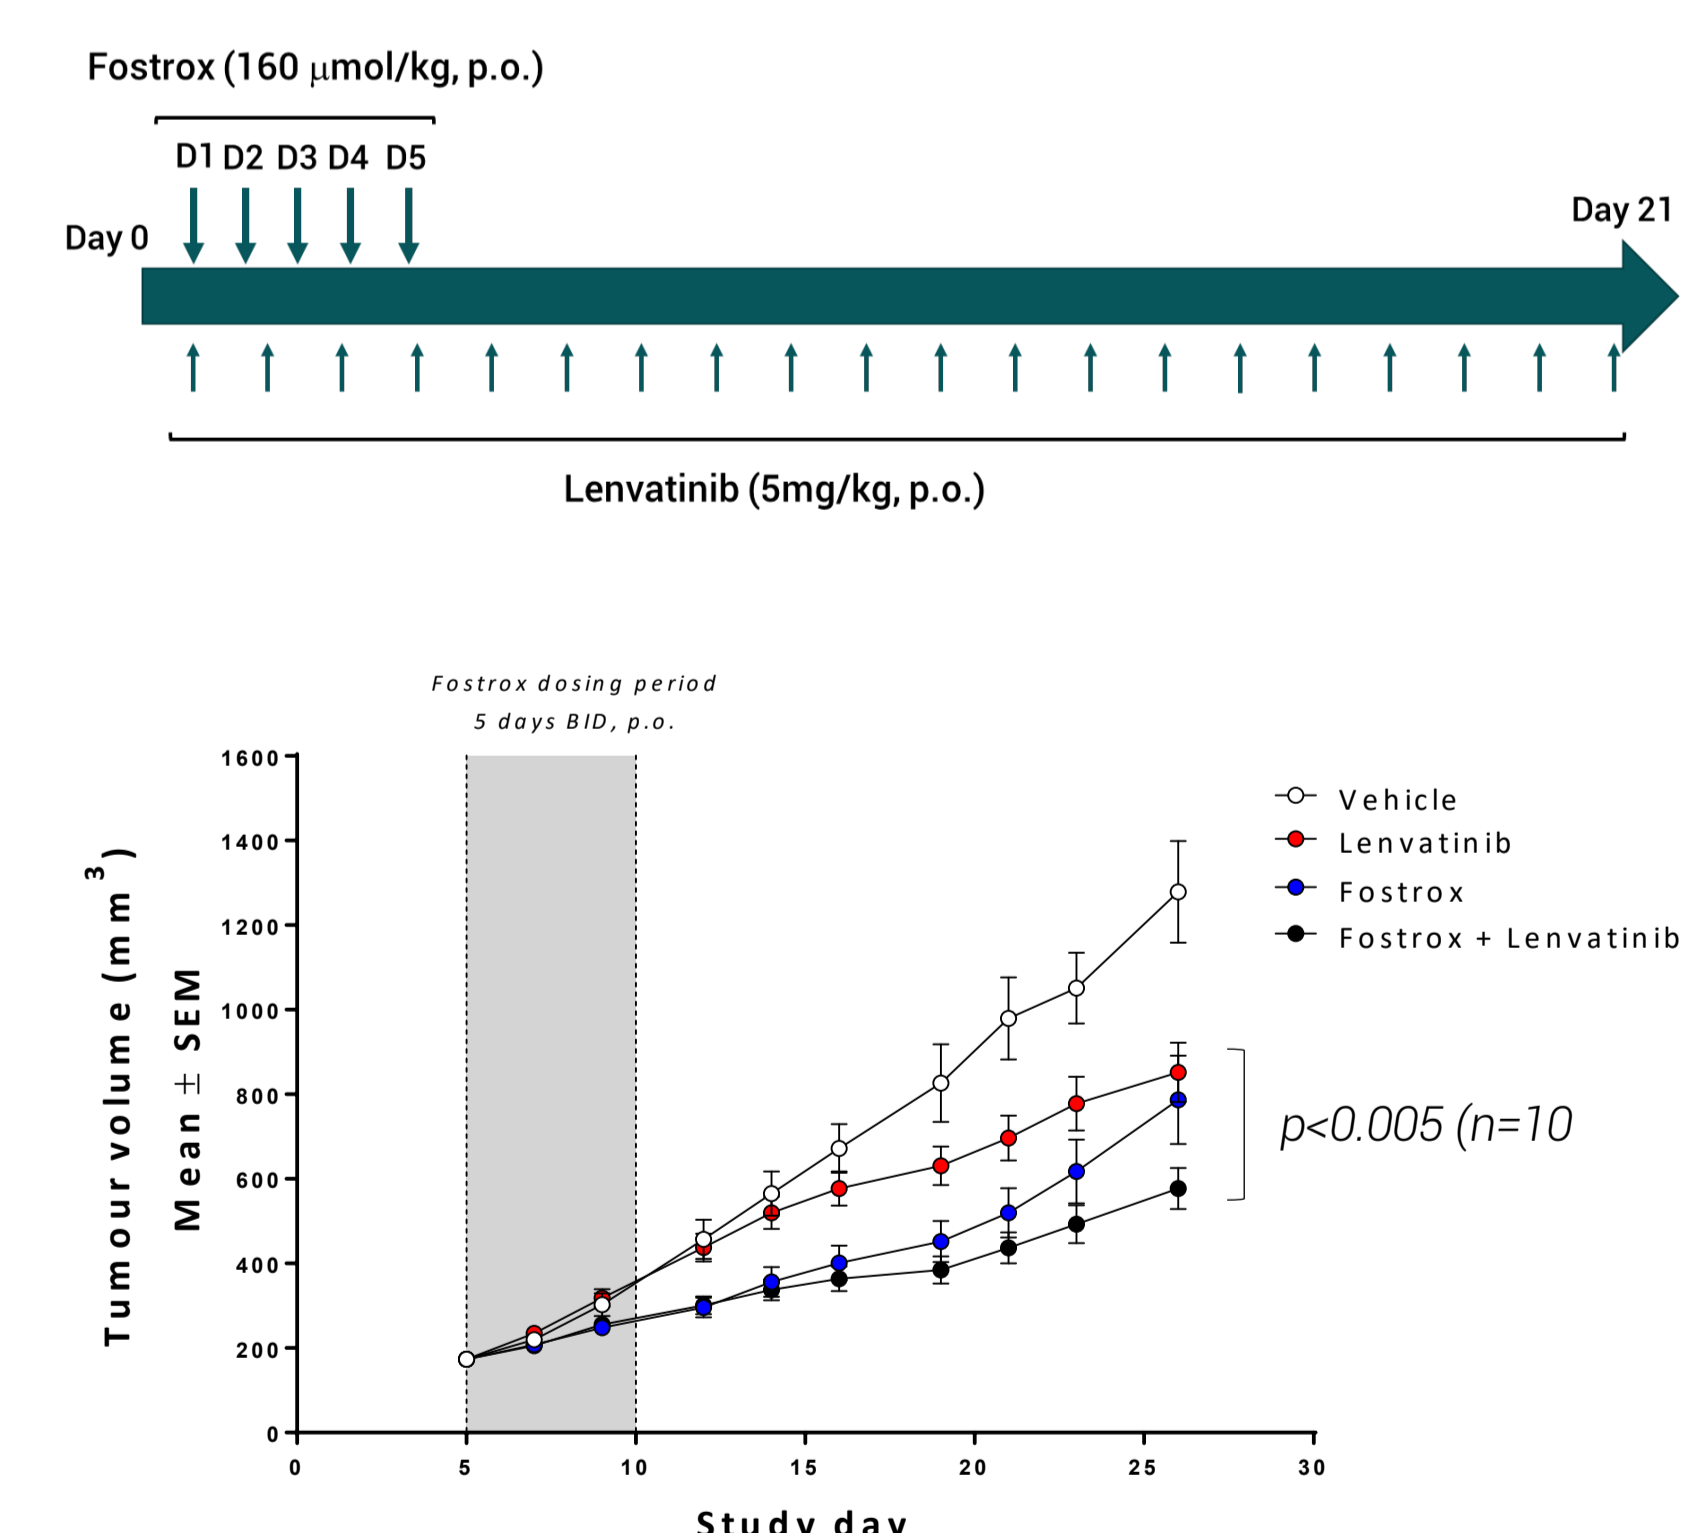 Fostrox (160 μmol/kg, p.o.)
D1 D2 D3 D4 D5
Day 0
Day 21
Lenvatinib (5mg/kg, p.o.)
Fostrox dosing period
5 days BID, p.o.
Tumour volume (mm³)
Mean ± SEM
1600
1400
1200
1000
800
600
400
200
0
0 5 10 15 20 25 30
Study day
Vehicle
Lenvatinib
Fostrox
Fostrox + Lenvatinib
p<0.005 (n=10